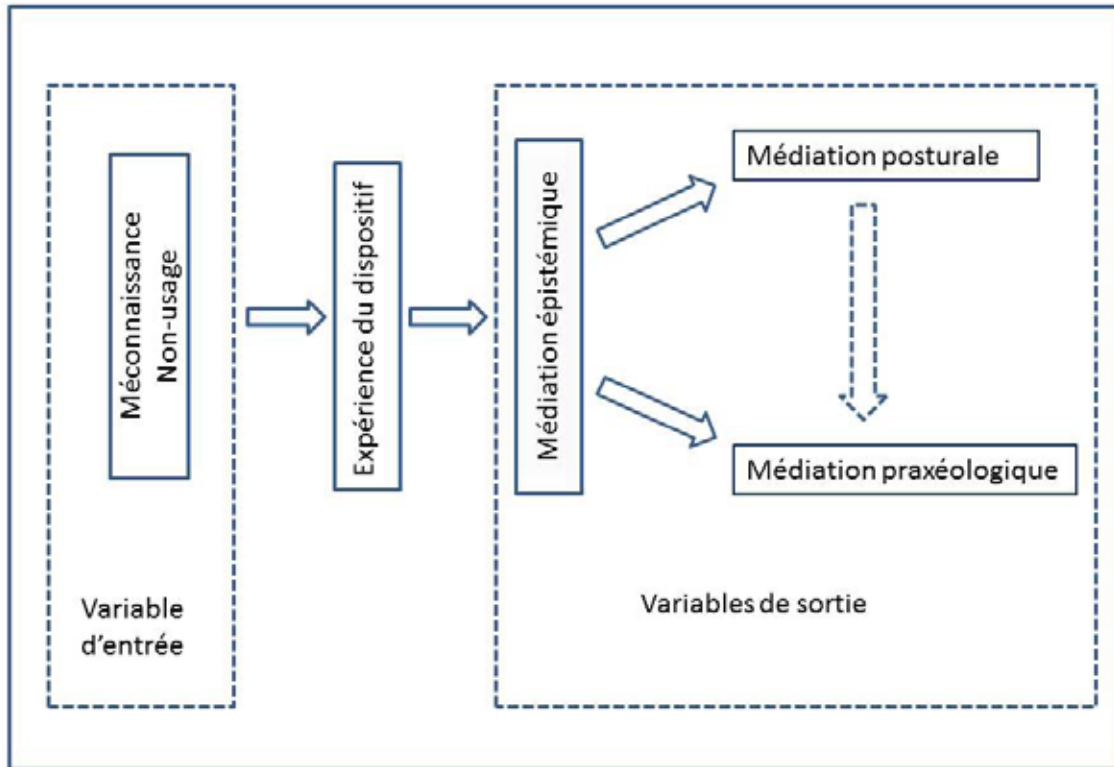 Méconnaissance
Non-usage
Variable
d'entrée
Expérience du dispositif
Médiation épistémique
Médiation posturale
Médiation praxéologique
Variables de sortie